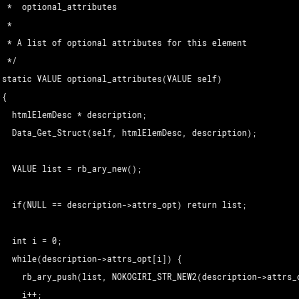 *  optional_attributes
*
* A list of optional attributes for this element
*/
static VALUE optional_attributes(VALUE self)
{
htmlElemDesc * description;
Data_Get_Struct(self, htmlElemDesc, description);
VALUE list = rb_ary_new();
if(NULL == description->attrs_opt) return list;
int i = 0;
while(description->attrs_opt[i]) {
rb_ary_push(list, NOKOGIRI_STR_NEW2(description->attrs_
i++;